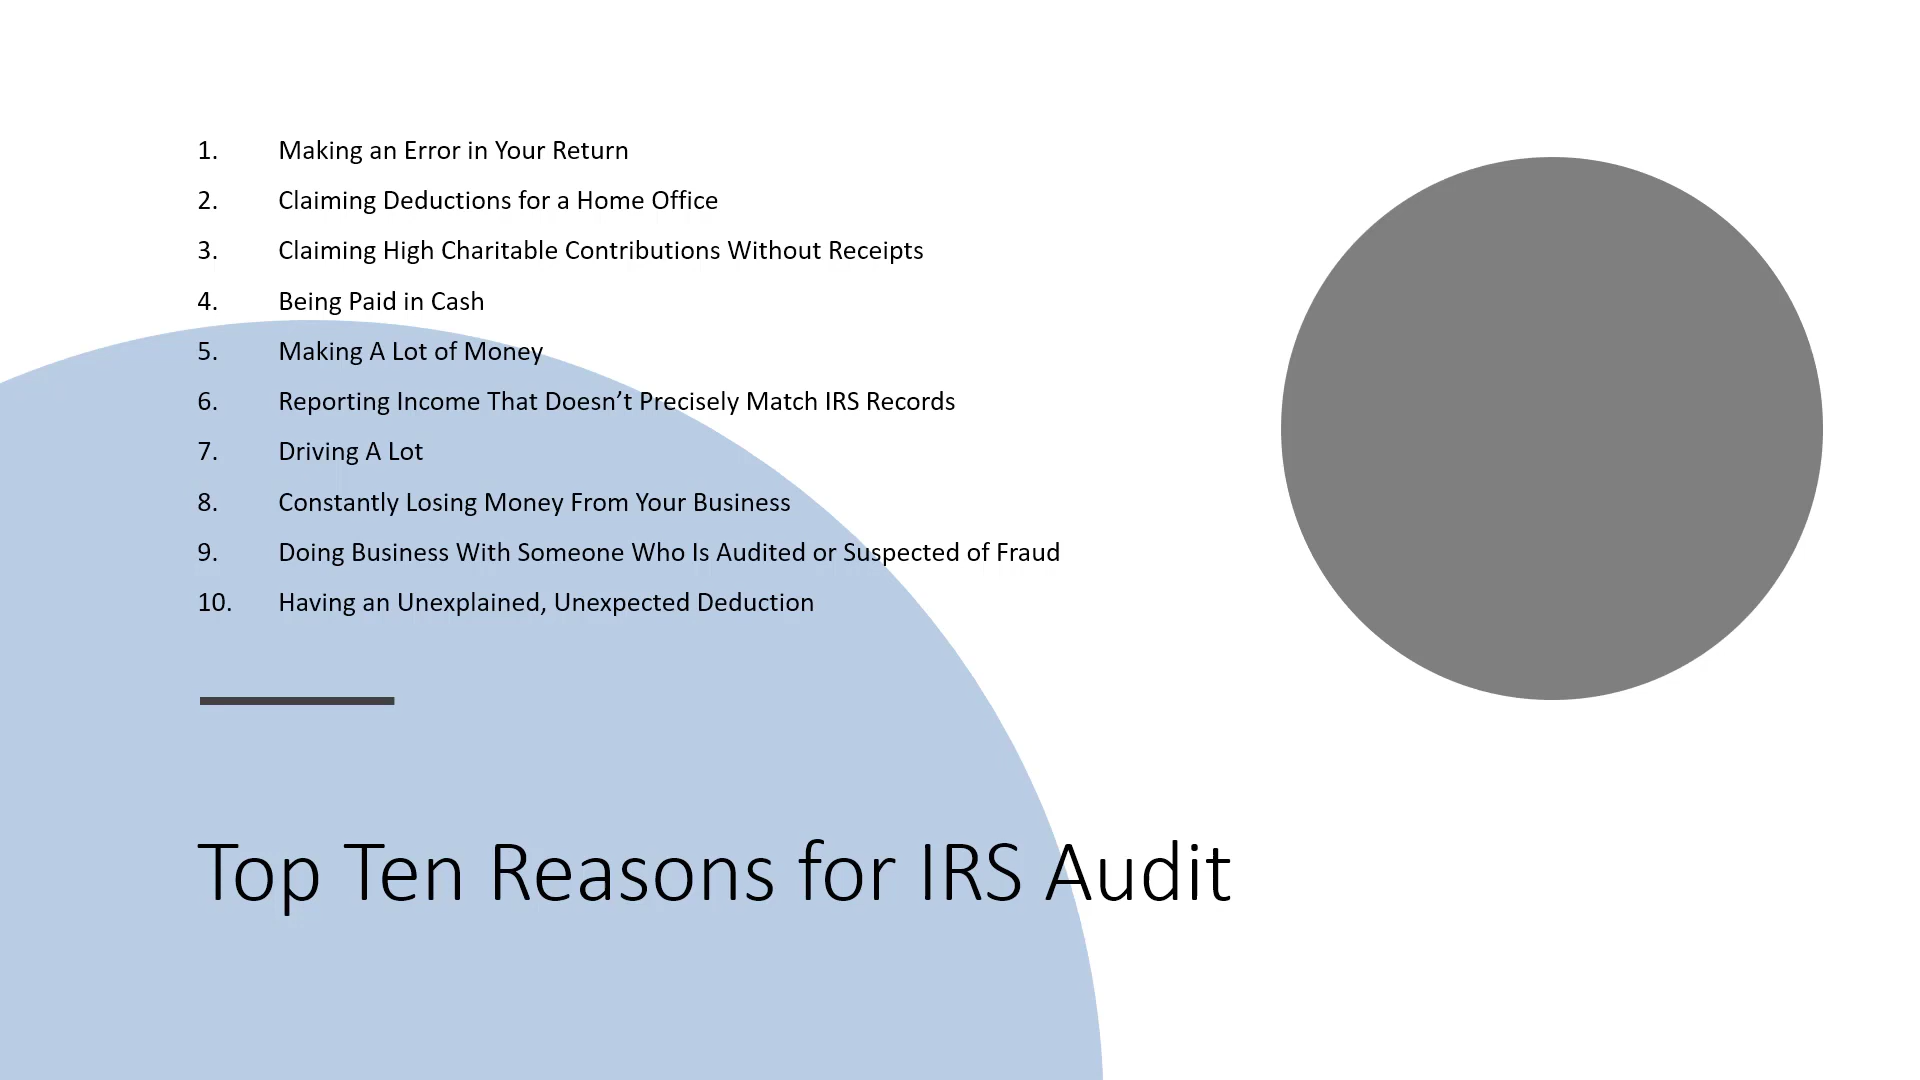 1. Making an Error in Your Return
2. Claiming Deductions for a Home Office
3. Claiming High Charitable Contributions Without Receipts
4. Being Paid in Cash
5. Making A Lot of Money
6. Reporting Income That Doesn’t Precisely Match IRS Records
7. Driving A Lot
8. Constantly Losing Money From Your Business
9. Doing Business With Someone Who Is Audited or Suspected of Fraud
10. Having an Unexplained, Unexpected Deduction
Top Ten Reasons for IRS Audit